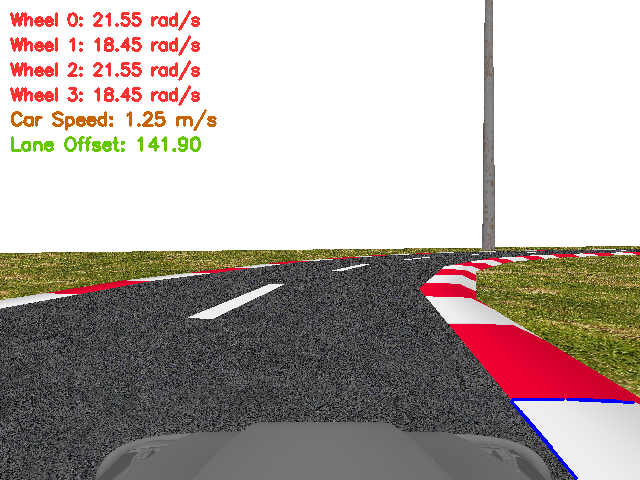 Wheel 0: 21.55 rad/s
Wheel 1: 18.45 rad/s
Wheel 2: 21.55 rad/s
Wheel 3: 18.45 rad/s
Car Speed: 1.25 m/s
Lane Offset: 141.90